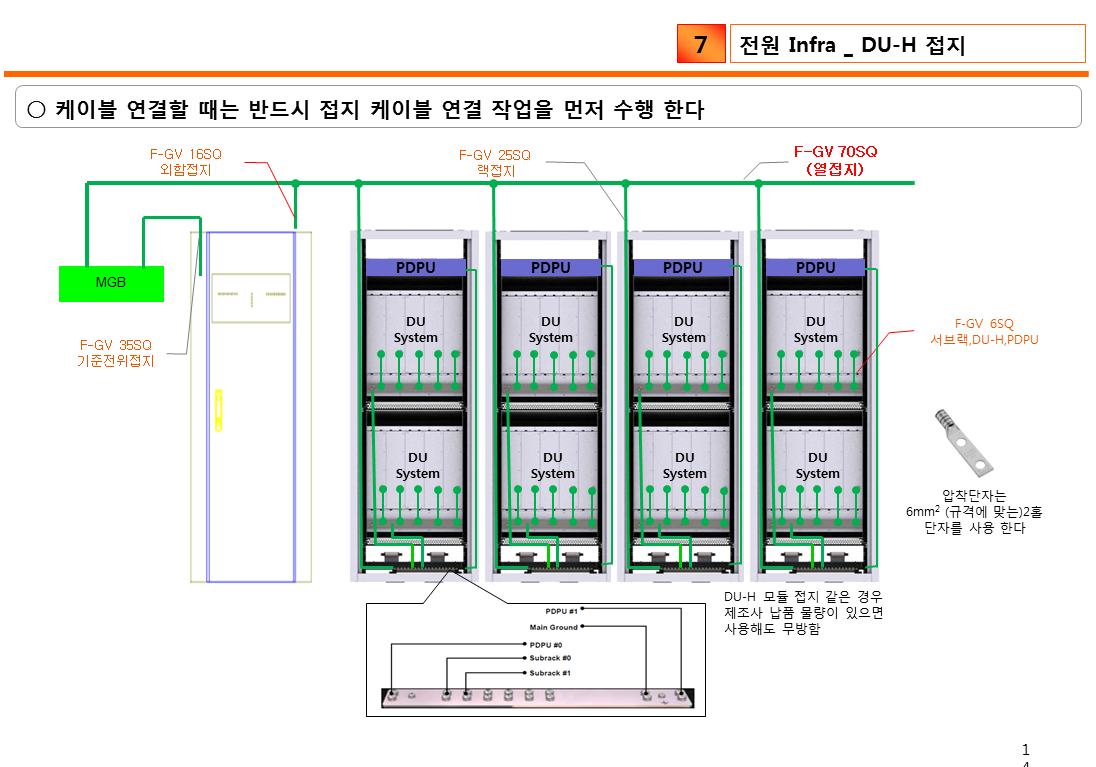 7
전원 Infra _ DU-H 접지
○ 케이블 연결할 때는 반드시 접지 케이블 연결 작업을 먼저 수행 한다
F-GV 16SQ
외함접지
F-GV 25SQ
랙접지
F-GV 70SQ
(열접지)
MGB
F-GV 35SQ
기준전위접지
PDPU
PDPU
PDPU
PDPU
DU
System
DU
System
DU
System
DU
System
F-GV 6SQ
서브랙,DU-H,PDPU
DU
System
DU
System
DU
System
DU
System
압착단자는
6mm² (규격에 맞는)2홀
단자를 사용 한다
DU-H 모듈 접지 같은 경우
제조사 납품 물량이 있으면
사용해도 무방함
PDPU #1
Main Ground
PDPU #0
Subrack #0
Subrack #1
1
4